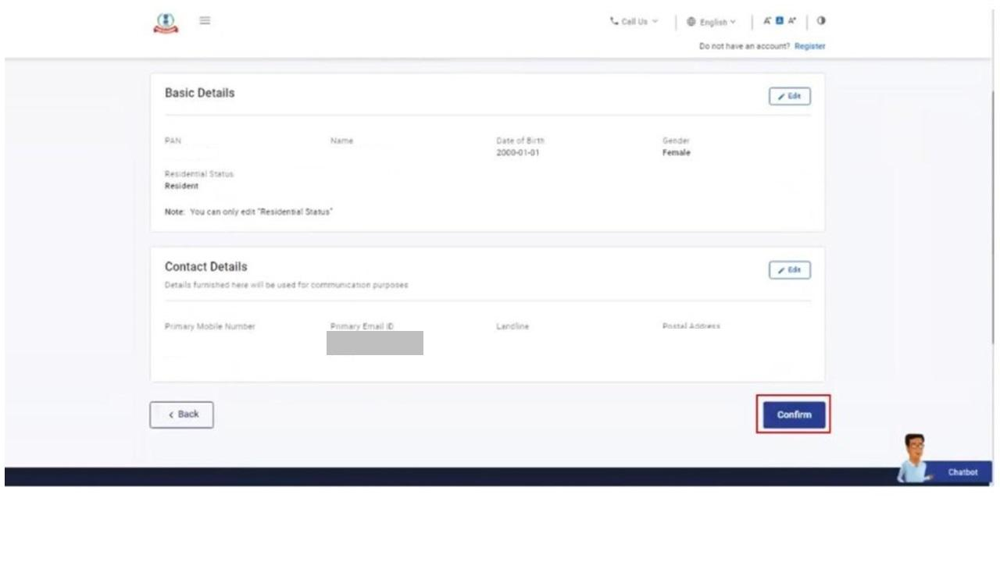 Call Us
English
A- A A+
Do not have an account? Register
Basic Details
Edit
PAN
Name
Date of Birth
Gender
2000-01-01
Female
Residential Status
Resident
Note: You can only edit "Residential Status"
Contact Details
Edit
Details furnished here will be used for communication purposes
Primary Mobile Number
Primary Email ID
Landline
Postal Address
< Back
Confirm
Chatbot